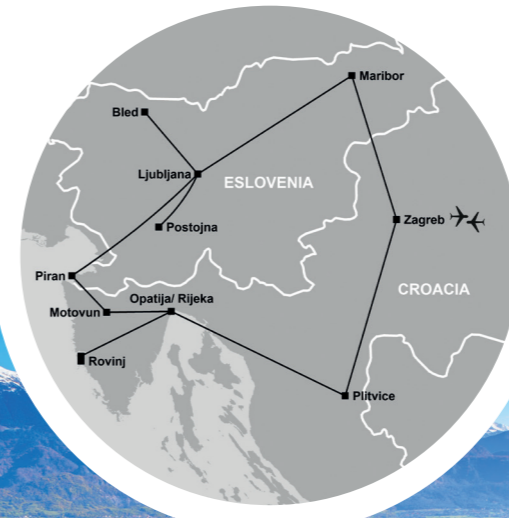 Maribor
Bled
Ljubljana
ESLOVENIA
Postojna
Zagreb
Piran
CROACIA
Opatija/ Rijeka
Motovun
Rovinj
Plitvice